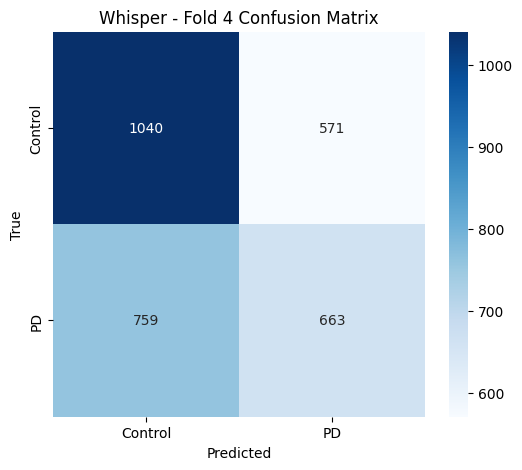 Whisper - Fold 4 Confusion Matrix
True
Control
1040
571
PD
759
663
Control
PD
Predicted
1000
900
800
700
600